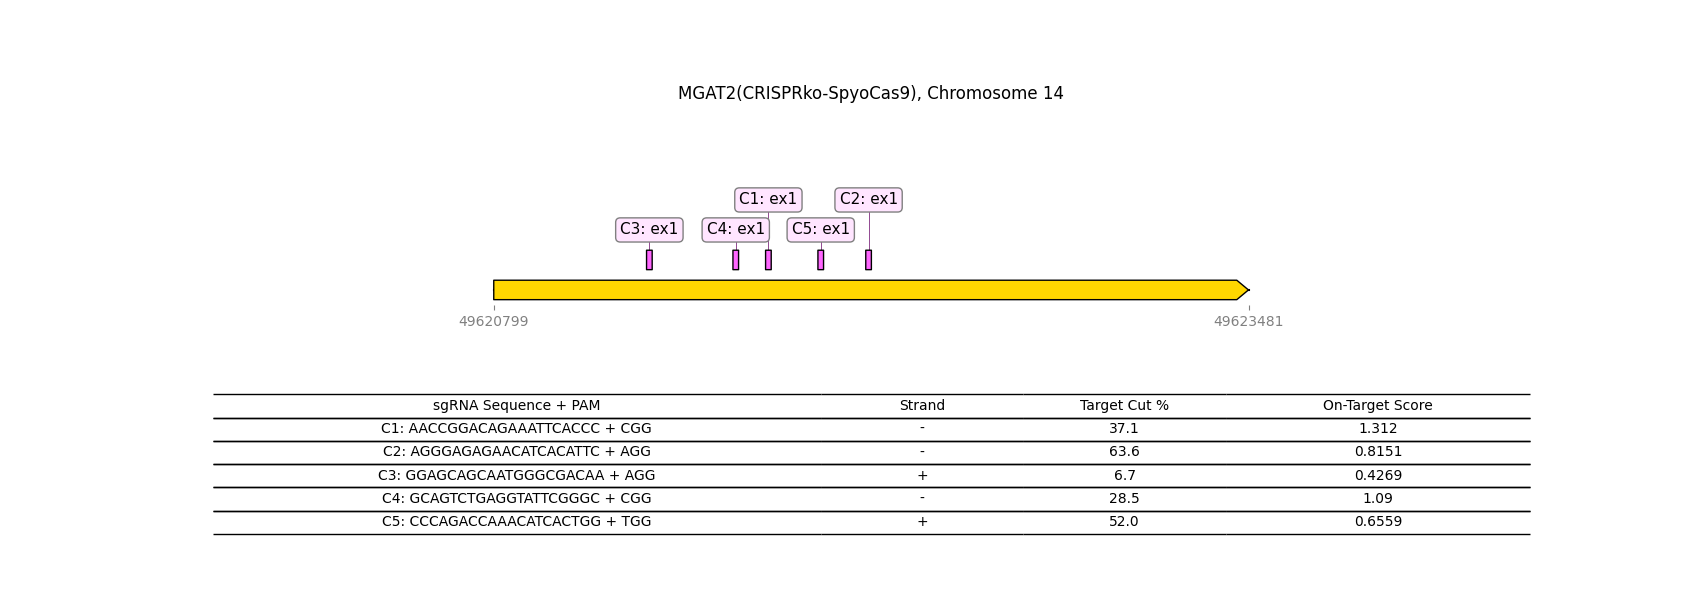 MGAT2(CRISPRko-SpyoCas9), Chromosome 14
C1: ex1 C2: ex1
C3: ex1 C4: ex1 C5: ex1
49620799 49623481
sgRNA Sequence + PAM Strand Target Cut % On-Target Score
C1: AACCGGACAGAAATTCACCC + CGG - 37.1 1.312
C2: AGGGAGAGAACATCACATTC + AGG - 63.6 0.8151
C3: GGAGCAGCAATGGGCGACAA + AGG + 6.7 0.4269
C4: GCAGTCTGAGGTATTCGGGC + CGG - 28.5 1.09
C5: CCCAGACCAAACATCACTGG + TGG + 52.0 0.6559